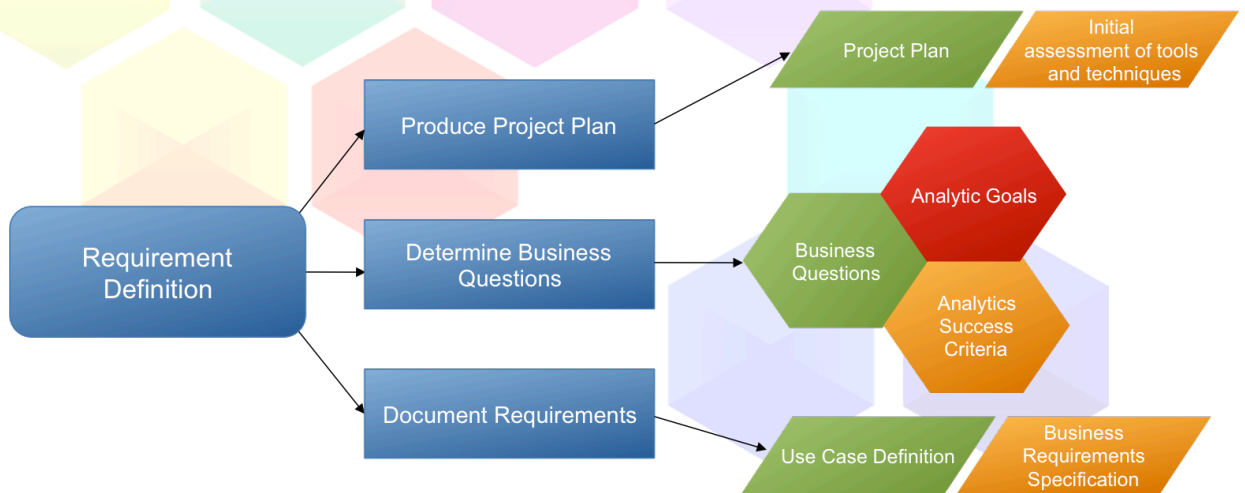 Requirement
Definition
Produce Project Plan
Determine Business
Questions
Document Requirements
Project Plan
Initial
assessment of tools
and techniques
Business
Questions
Analytic Goals
Analytics
Success
Criteria
Use Case Definition
Business
Requirements
Specification